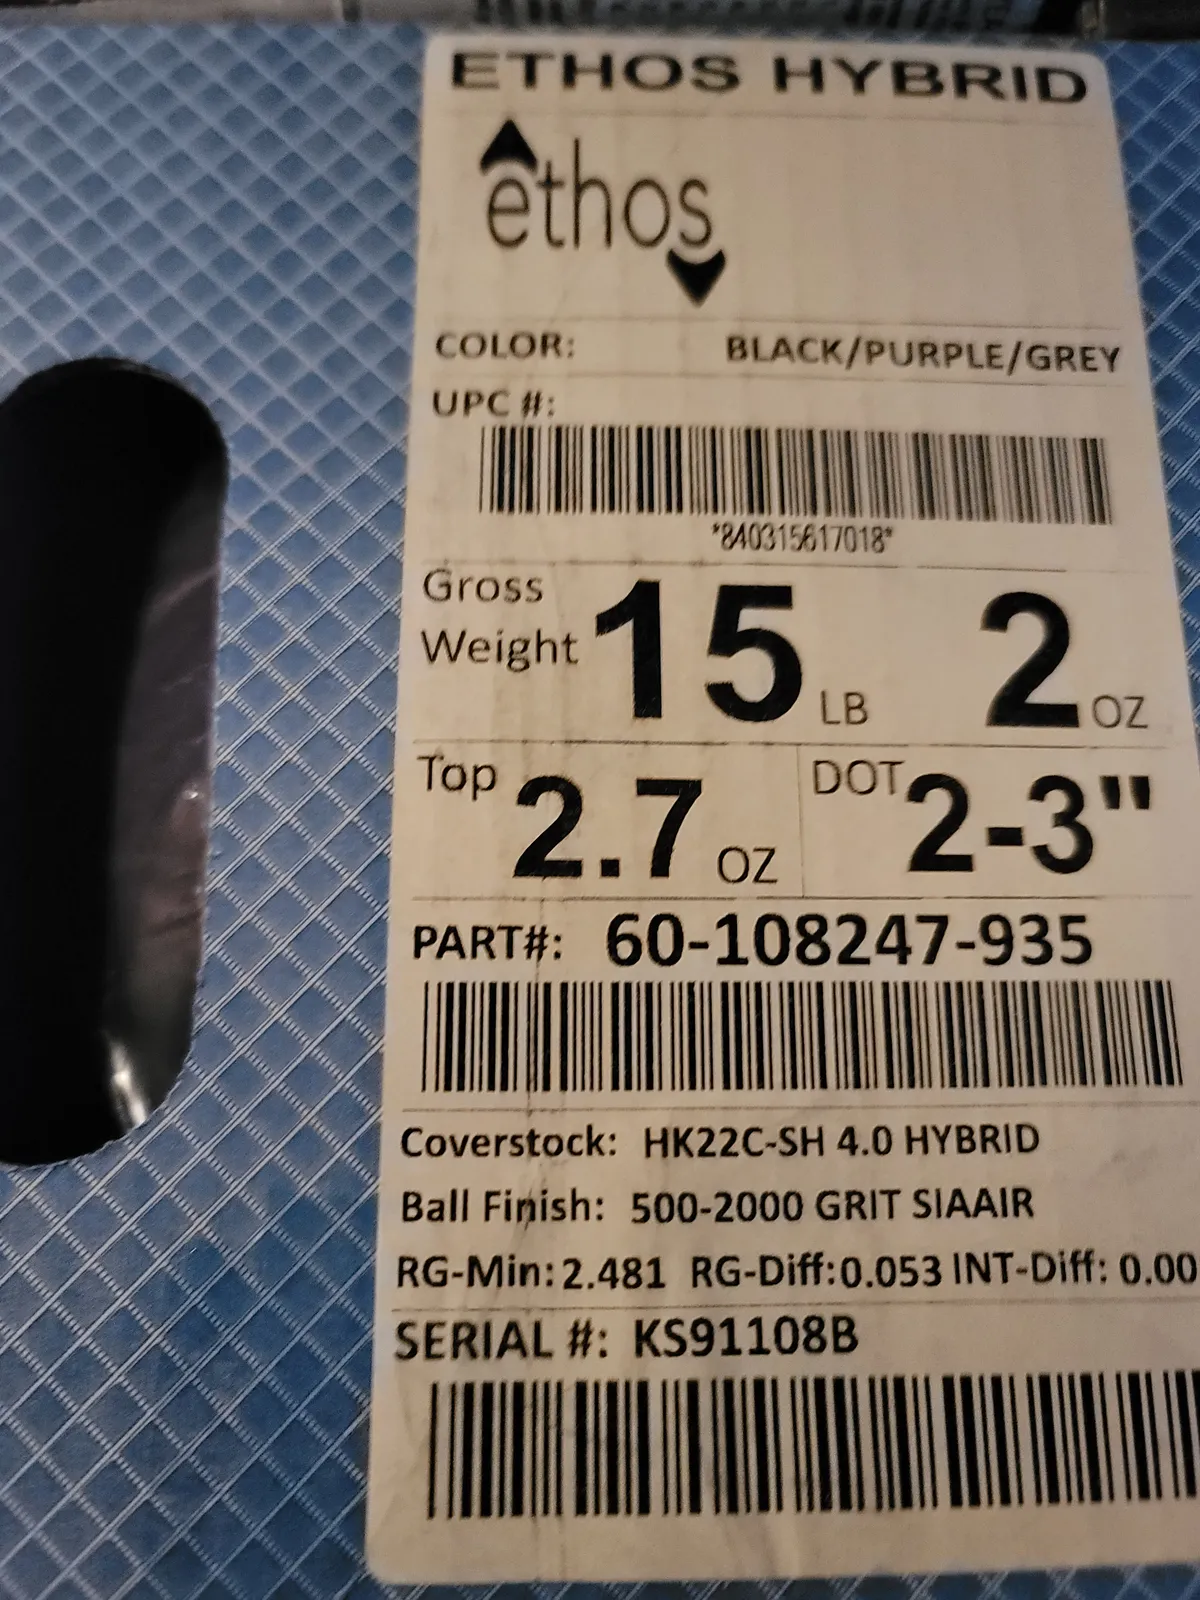 ETHOS HYBRID
ethos
COLOR: BLACK/PURPLE/GREY
UPC #:
*840315617018*
Gross Weight 15 LB 2 OZ
Top 2.7 OZ DOT 2-3"
PART#: 60-108247-935
Coverstock: HK22C-SH 4.0 HYBRID
Ball Finish: 500-2000 GRIT SIAAIR
RG-Min: 2.481 RG-Diff: 0.053 INT-Diff: 0.00
SERIAL #: KS91108B